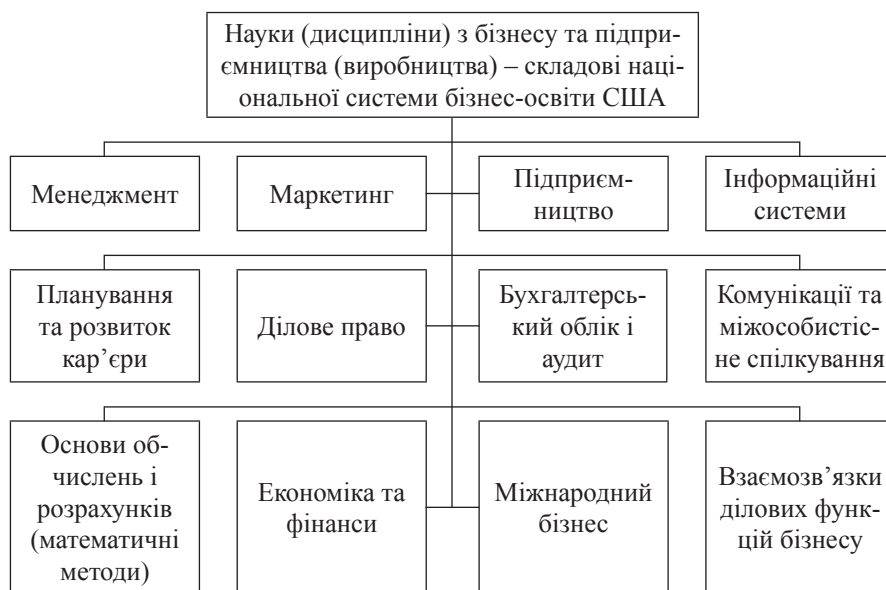 Науки (дисципліни) з бізнесу та підпри-
ємництва (виробництва) – складові наці-
ональної системи бізнес-освіти США
Менеджмент
Маркетинг
Підприєм-
ництво
Інформаційні
системи
Планування
та розвиток
кар’єри
Ділове право
Бухгалтерсь-
кий облік і
аудит
Комунікації та
міжособистіс-
не спілкування
Основи об-
числень і
розрахунків
(математичні
методи)
Економіка та
фінанси
Міжнародний
бізнес
Взаємозв’язки
ділових функ-
цій бізнесу